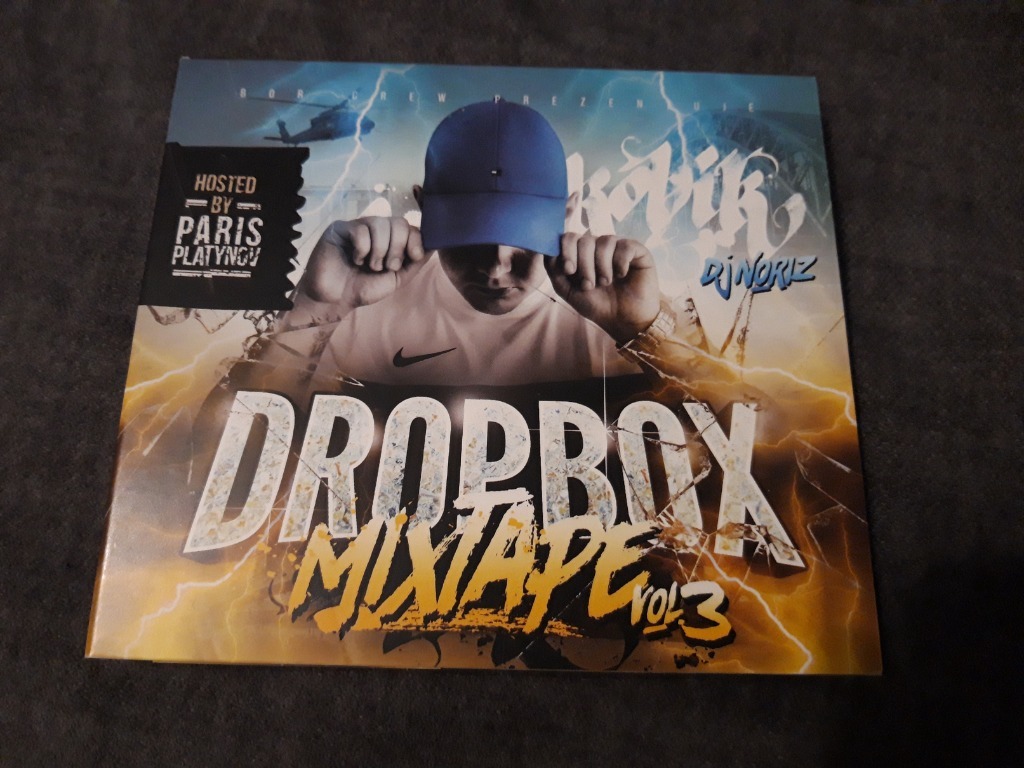 BOR CREW PREZENTUJE
HOSTED
BY
PARIS
PLATYNOV
DJ NORIZ
DROPBOX
MIXTAPE
VOL.3